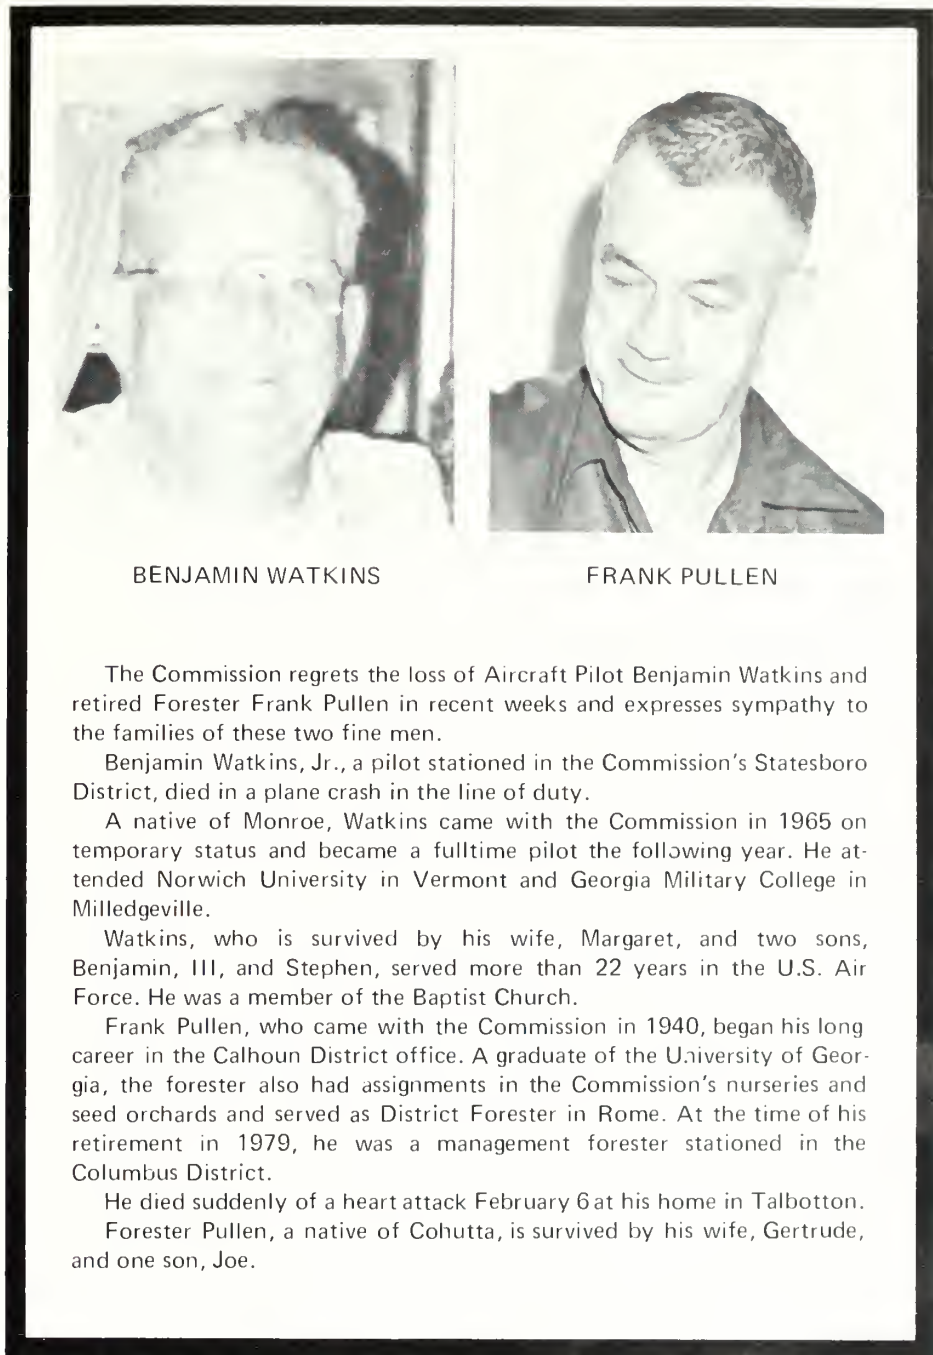 BENJAMIN WATKINS
FRANK PULLEN
The Commission regrets the loss of Aircraft Pilot Benjamin Watkins and
retired Forester Frank Pullen in recent weeks and expresses sympathy to
the families of these two fine men.
Benjamin Watkins, Jr., a pilot stationed in the Commission's Statesboro
District, died in a plane crash in the line of duty.
A native of Monroe, Watkins came with the Commission in 1965 on
temporary status and became a fulltime pilot the following year. He at-
tended Norwich University in Vermont and Georgia Military College in
Milledgeville.
Watkins, who is survived by his wife, Margaret, and two sons,
Benjamin, III, and Stephen, served more than 22 years in the U.S. Air
Force. He was a member of the Baptist Church.
Frank Pullen, who came with the Commission in 1940, began his long
career in the Calhoun District office. A graduate of the University of Geor-
gia, the forester also had assignments in the Commission's nurseries and
seed orchards and served as District Forester in Rome. At the time of his
retirement in 1979, he was a management forester stationed in the
Columbus District.
He died suddenly of a heart attack February 6 at his home in Talbotton.
Forester Pullen, a native of Cohutta, is survived by his wife, Gertrude,
and one son, Joe.